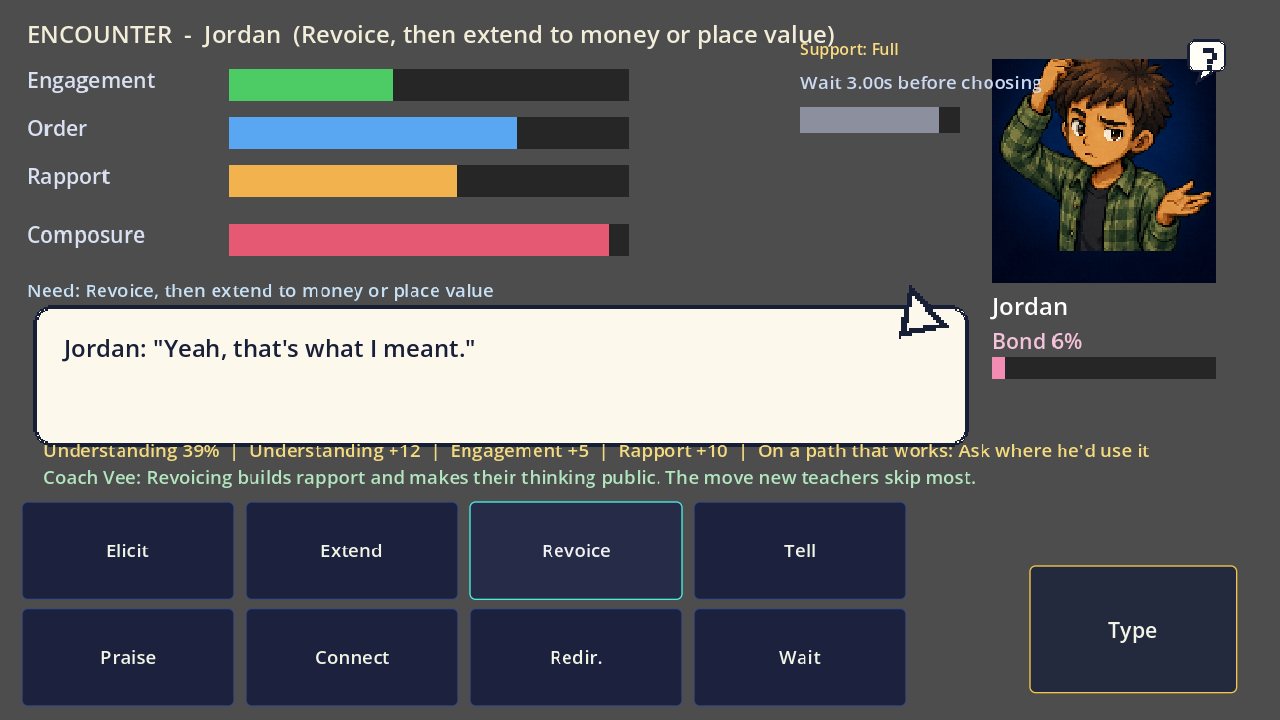 ENCOUNTER - Jordan (Revoice, then extend to money or place value)
Support: Full
Engagement
Wait 3.00s before choosing
?
Order
Rapport
Composure
Need: Revoice, then extend to money or place value
Jordan
Jordan: "Yeah, that's what I meant."
Bond 6%
Understanding 39% | Understanding +12 | Engagement +5 | Rapport +10 | On a path that works: Ask where he'd use it
Coach Vee: Revoicing builds rapport and makes their thinking public. The move new teachers skip most.
Elicit
Extend
Revoice
Tell
Praise
Connect
Redir.
Wait
Type